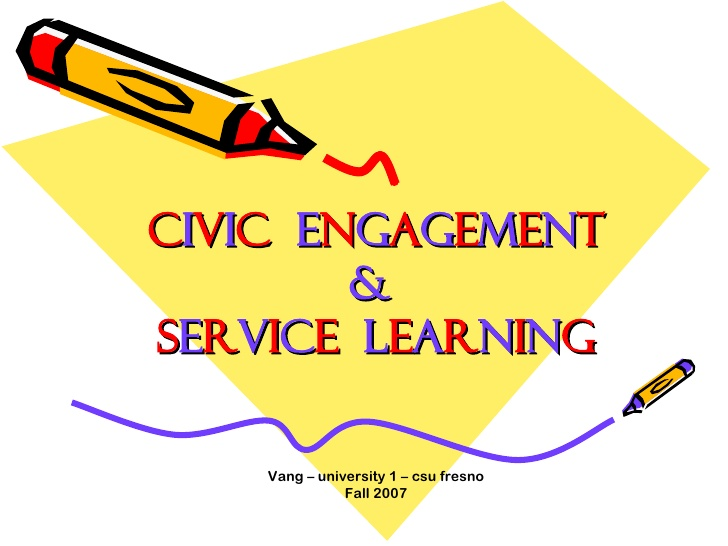 CIVIC ENGAGEMENT
&
SERVICE LEARNING
Vang – university 1 – csu fresno
Fall 2007